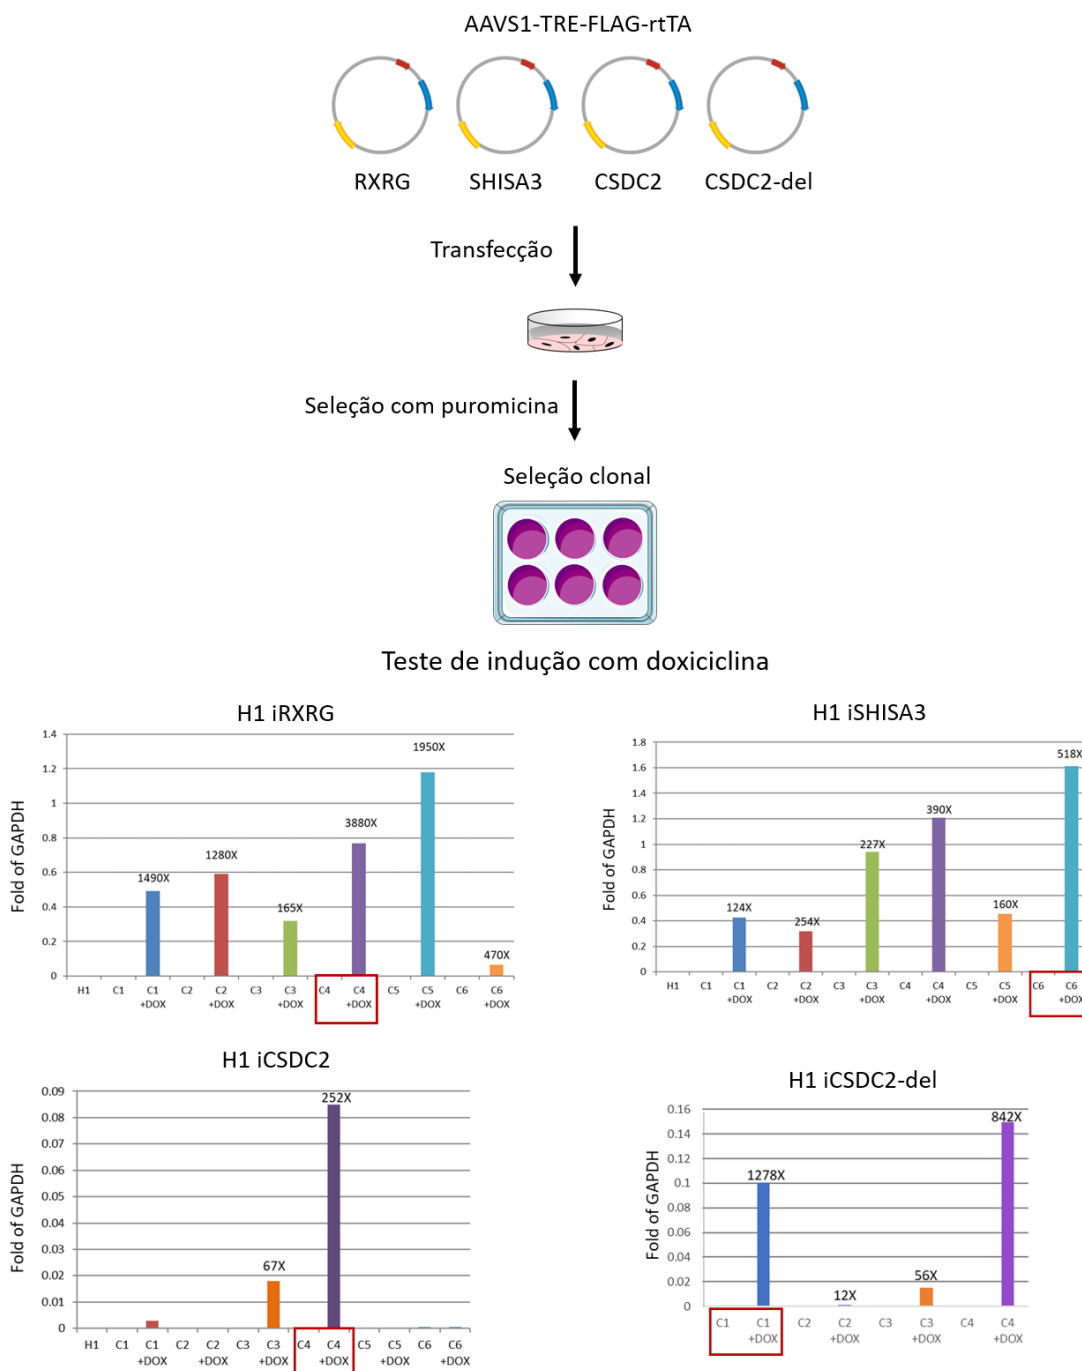 AAVS1-TRE-FLAG-rtTA
RXRG SHISA3 CSDC2 CSDC2-del
Transfecção
Seleção com puromicina
Seleção clonal
Teste de indução com doxiciclina
H1 iRXRG
Fold of GAPDH
1.4
1.2
1
0.8
0.6
0.4
0.2
0
1490X
1280X
165X
3880X
1950X
470X
H1 C1 C1 C2 C2 C3 C3 C4 C4 C5 C5 C6 C6
+DOX +DOX +DOX +DOX +DOX +DOX
H1 iSHISA3
Fold of GAPDH
1.8
1.6
1.4
1.2
1
0.8
0.6
0.4
0.2
0
124X
254X
227X
390X
160X
518X
H1 C1 C1 C2 C2 C3 C3 C4 C4 C5 C5 C6 C6
+DOX +DOX +DOX +DOX +DOX +DOX
H1 iCSDC2
Fold of GAPDH
0.09
0.08
0.07
0.06
0.05
0.04
0.03
0.02
0.01
0
67X
252X
H1 C1 C1 C2 C2 C3 C3 C4 C4 C5 C5 C6 C6
+DOX +DOX +DOX +DOX +DOX +DOX
H1 iCSDC2-del
Fold of GAPDH
0.16
0.14
0.12
0.1
0.08
0.06
0.04
0.02
0
1278X
12X
56X
842X
C1 C1 C2 C2 C3 C3 C4 C4
+DOX +DOX +DOX +DOX